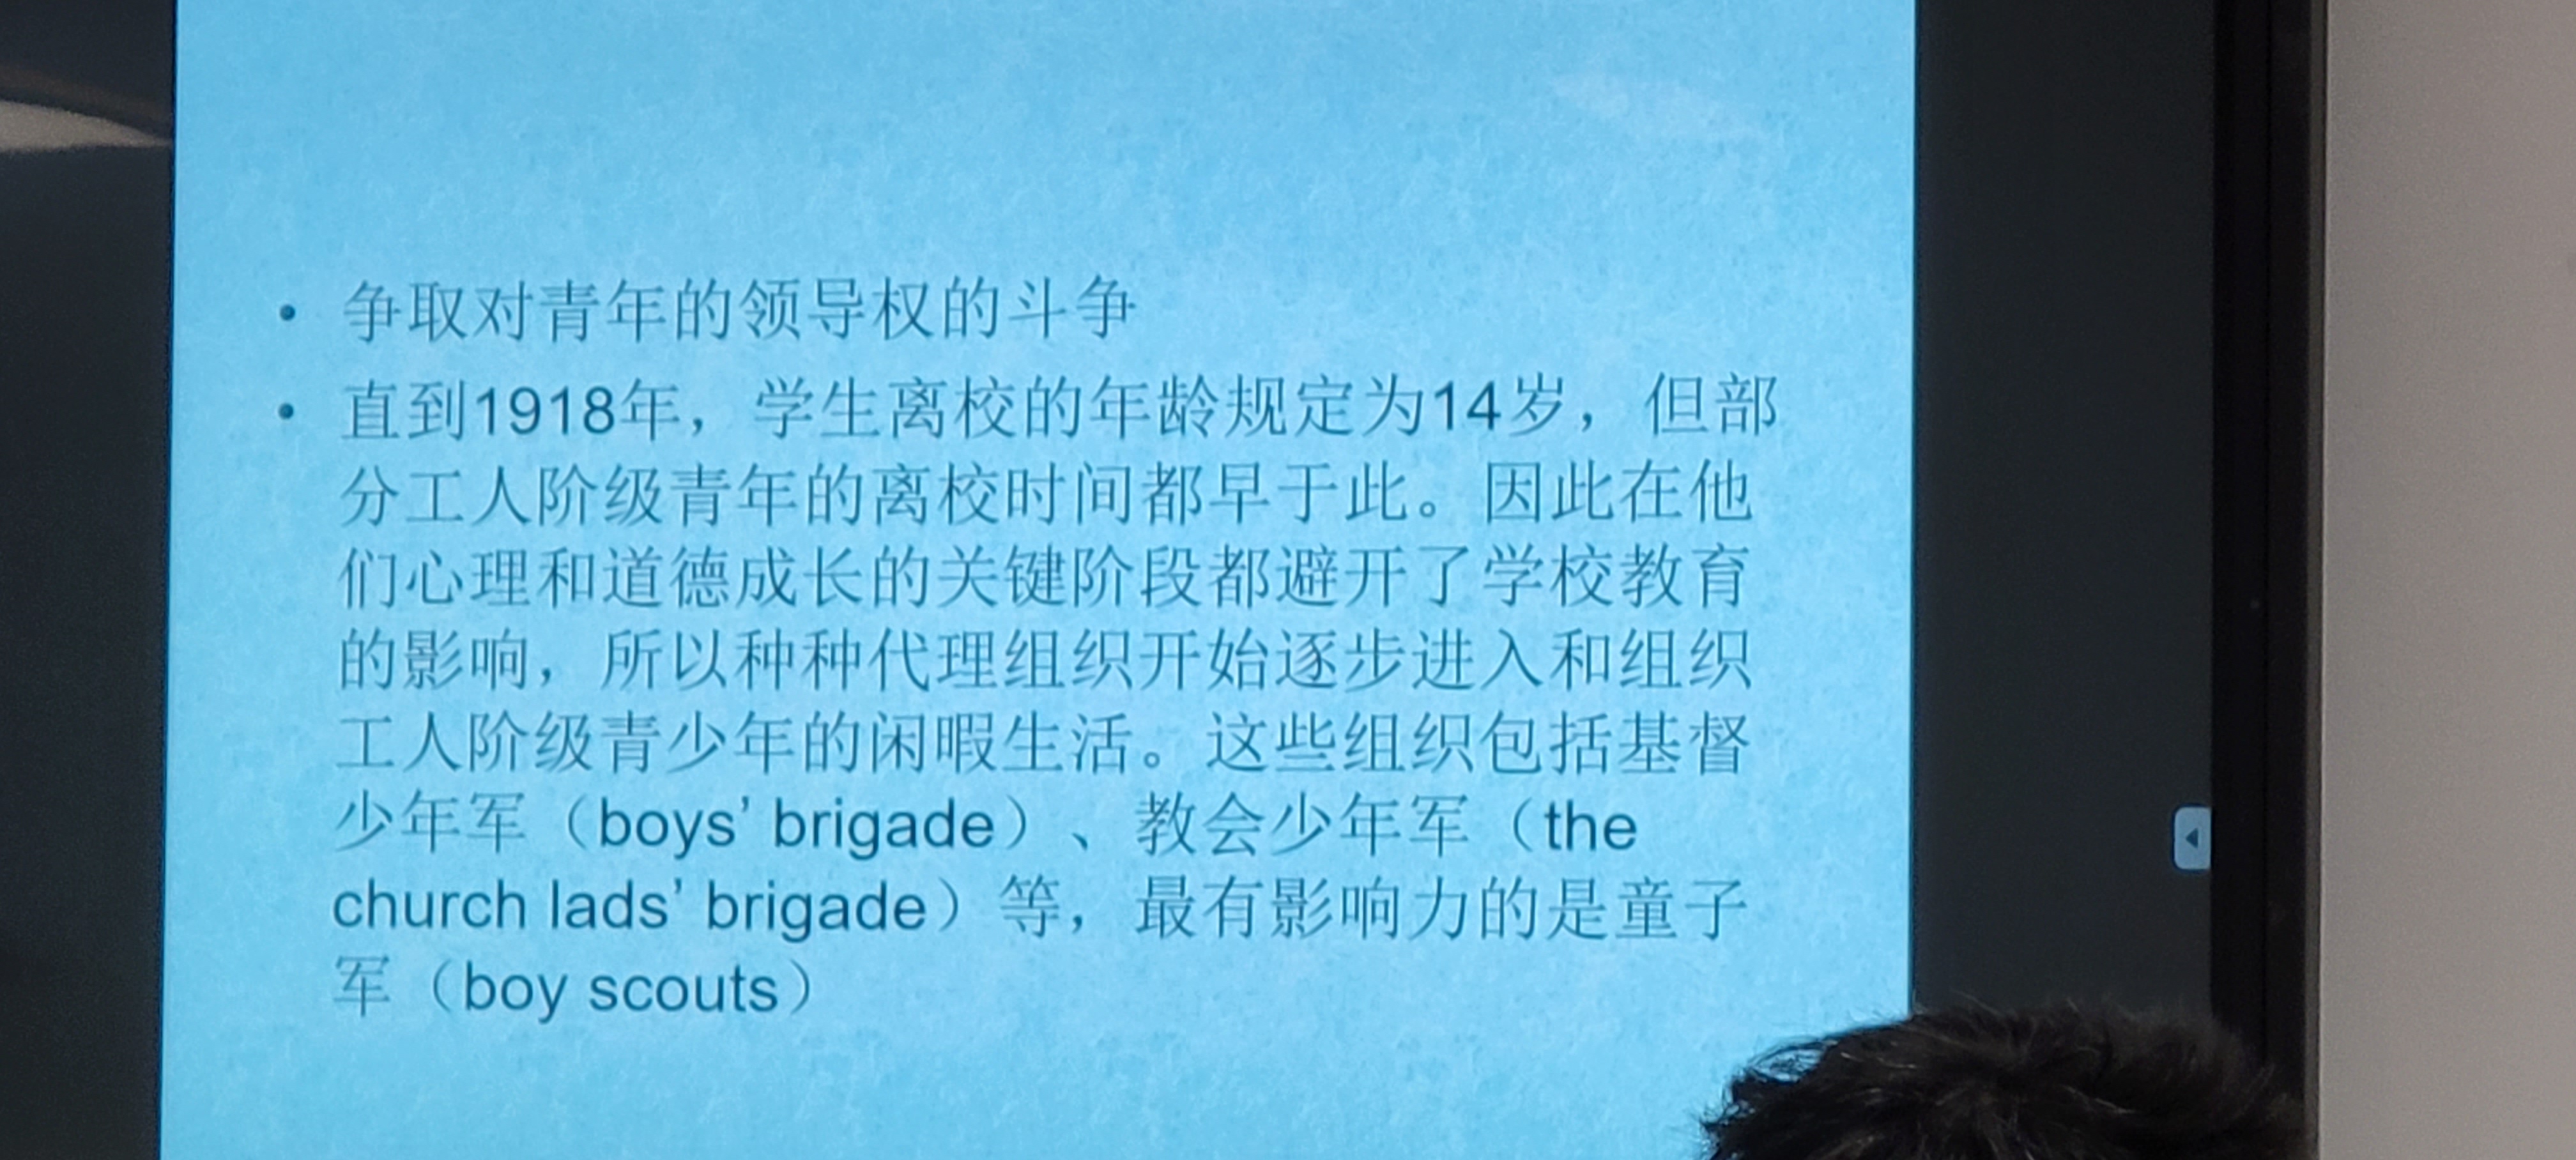 • 争取对青年的领导权的斗争
• 直到1918年，学生离校的年龄规定为14岁，但部
分工人阶级青年的离校时间都早于此。因此在他
们心理和道德成长的关键阶段都避开了学校教育
的影响，所以种种代理组织开始逐步进入和组织
工人阶级青少年的闲暇生活。这些组织包括基督
少年军（boys’ brigade）、教会少年军（the
church lads’ brigade）等，最有影响力的是童子
军（boy scouts）